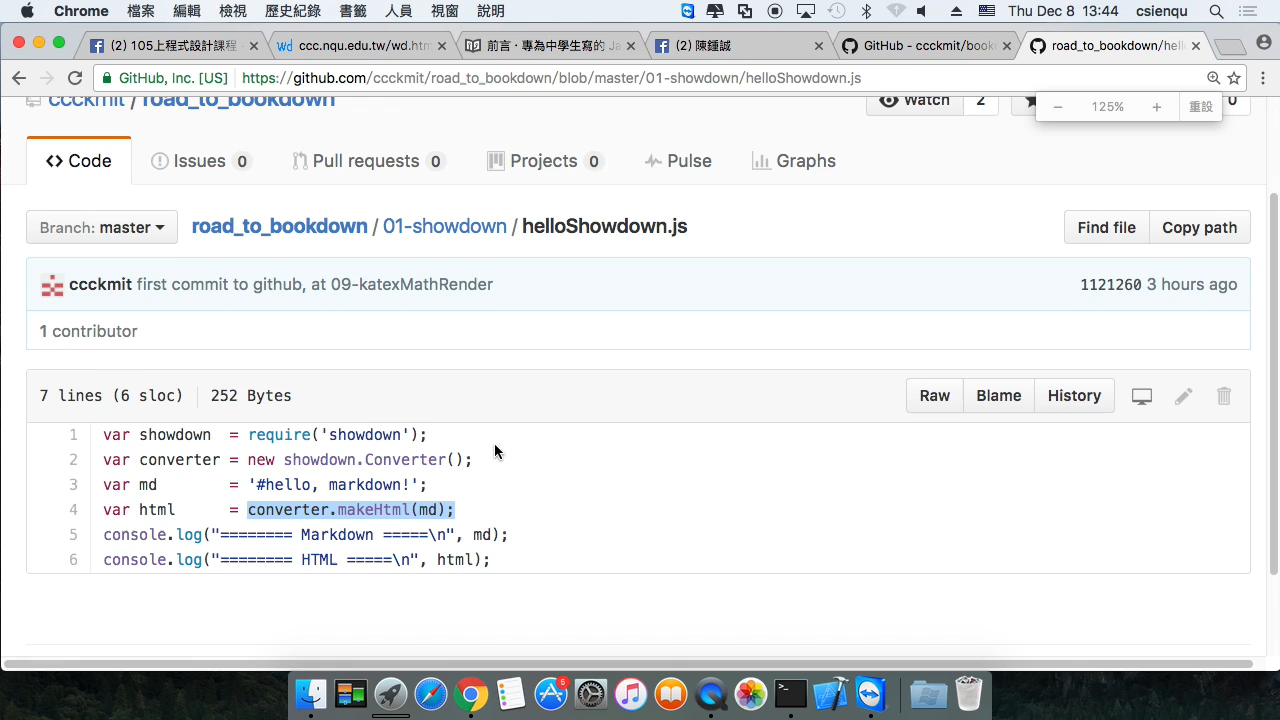 Chrome 檔案 編輯 檢視 歷史紀錄 書籤 人員 視窗 說明 Thu Dec 8 13:44 csienqu
(2) 105上程式設計課程 ccc.nqu.edu.tw/wd.htm 前言 · 專為中學生寫的 Ja (2) 陳鍾誠 GitHub - ccckmit/book road_to_bookdown/hell
GitHub, Inc. [US] https://github.com/ccckmit/road_to_bookdown/blob/master/01-showdown/helloShowdown.js
ccckmit / road_to_bookdown Watch 2 0
− 125% + 重設
Code Issues 0 Pull requests 0 Projects 0 Pulse Graphs
Branch: master road_to_bookdown / 01-showdown / helloShowdown.js Find file Copy path
ccckmit first commit to github, at 09-katexMathRender 1121260 3 hours ago
1 contributor
7 lines (6 sloc) 252 Bytes Raw Blame History
1 var showdown = require('showdown');
2 var converter = new showdown.Converter();
3 var md = '#hello, markdown!';
4 var html = converter.makeHtml(md);
5 console.log("======== Markdown =====\n", md);
6 console.log("======== HTML =====\n", html);
6